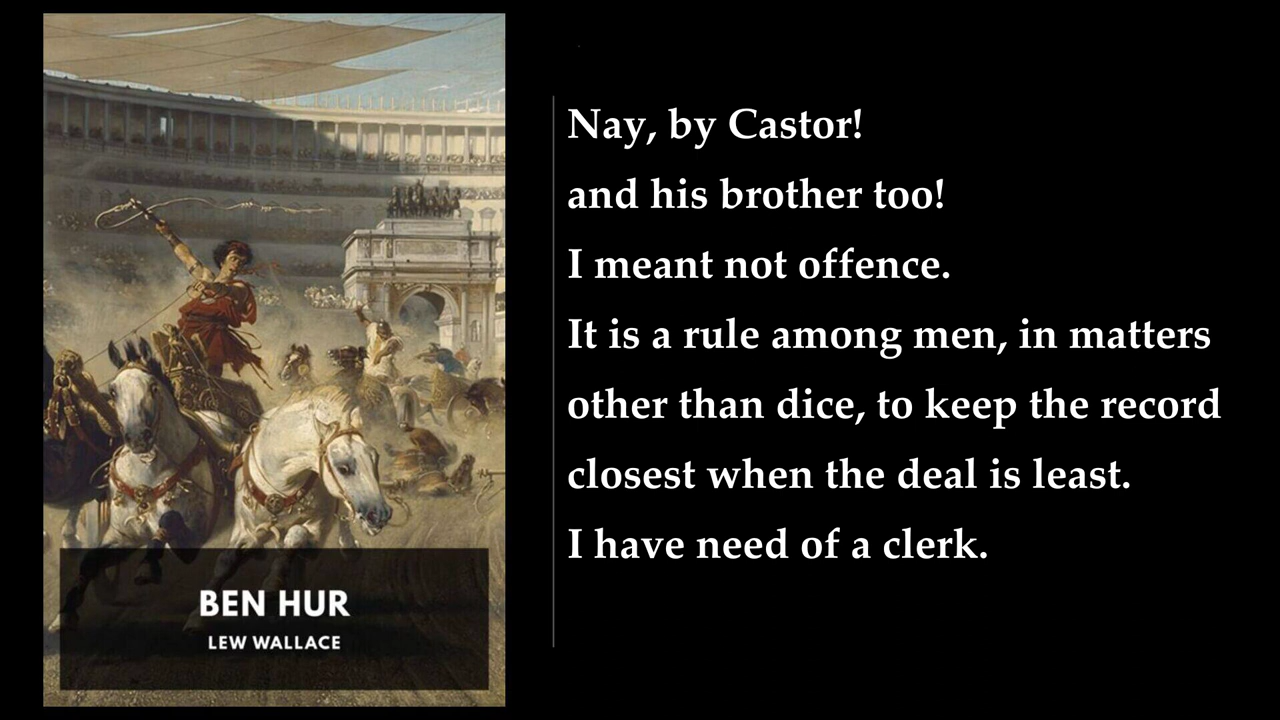 BEN HUR
LEW WALLACE
Nay, by Castor!
and his brother too!
I meant not offence.
It is a rule among men, in matters
other than dice, to keep the record
closest when the deal is least.
I have need of a clerk.